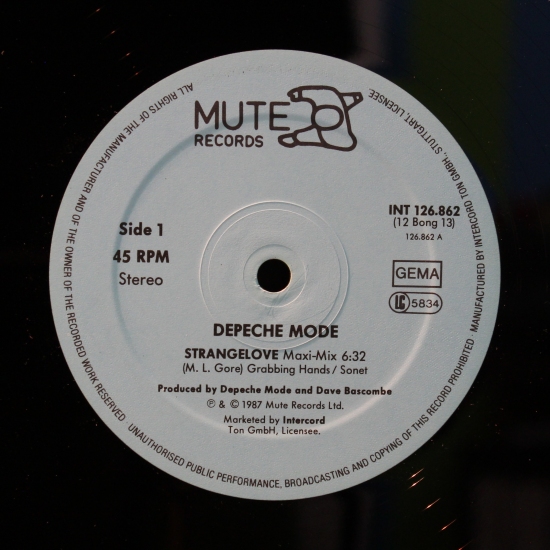 MUTE
RECORDS
Side 1
45 RPM
Stereo
INT 126.862
(12 Bong 13)
126.862 A
GEMA
LC 5834
DEPECHE MODE
STRANGELOVE Maxi-Mix 6:32
(M. L. Gore) Grabbing Hands / Sonet
Produced by Depeche Mode and Dave Bascombe
℗ & © 1987 Mute Records Ltd.
Marketed by Intercord
Ton GmbH, Licensee.
ALL RIGHTS OF THE MANUFACTURER AND OF THE OWNER OF THE RECORDED WORK RESERVED · UNAUTHORISED PUBLIC PERFORMANCE, BROADCASTING AND COPYING OF THIS RECORD PROHIBITED · MANUFACTURED BY INTERCORD TON GMBH, STUTTGART, LICENSEE.